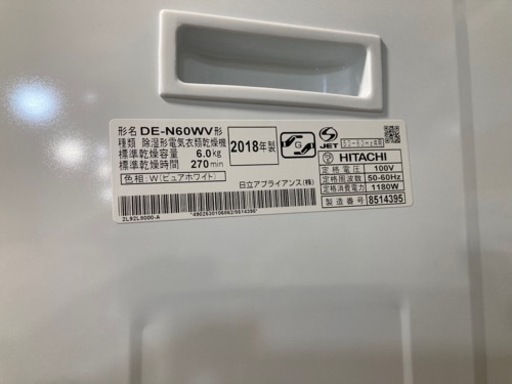 形名 DE-N60WV形
種類 除湿形電気衣類乾燥機
標準乾燥容量 6.0kg
標準乾燥時間 270min
色相:W(ピュアホワイト)
2018年製
G
日立アプライアンス(株)
2L92L8000-A
S
JET
HITACHI
定格電圧 100V
定格周波数 50-60Hz
定格消費電力 1180W
製造番号 8514395